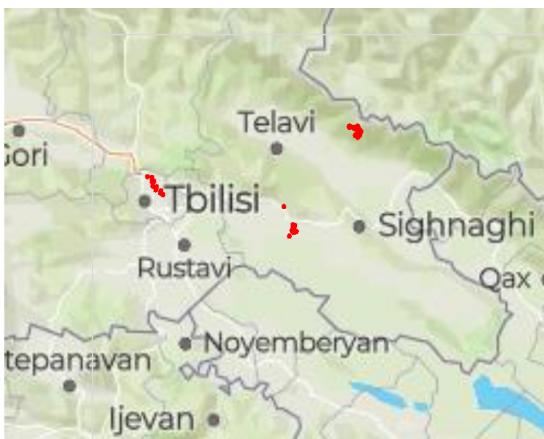 Telavi
Gori
Tbilisi
Sighnaghi
Rustavi
Qax
Noyemberyan
tepanavan
Ijevan